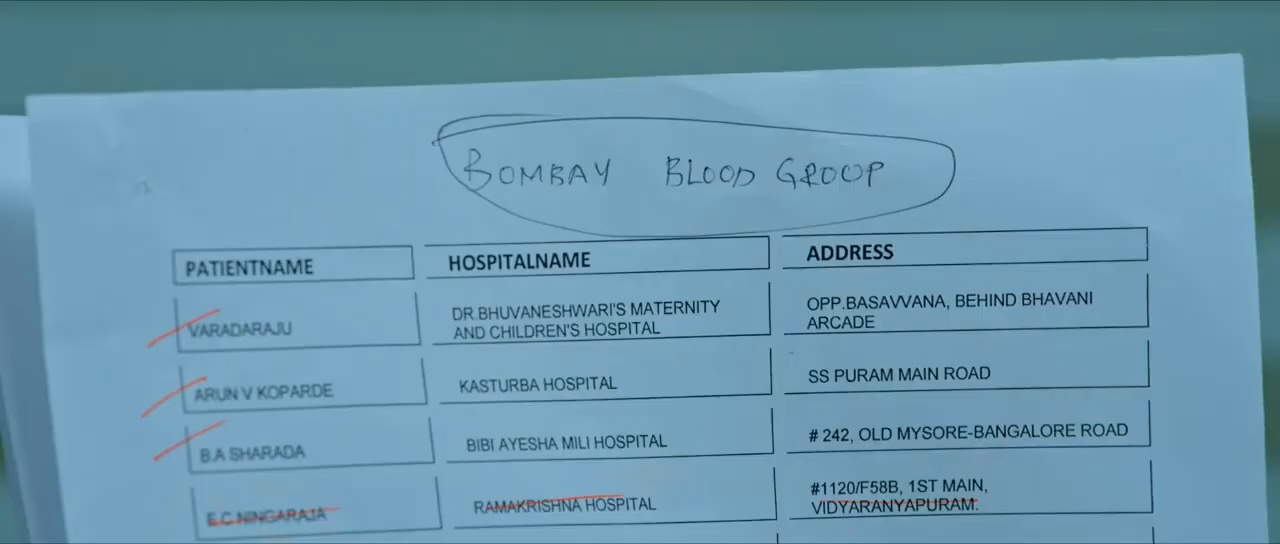 BOMBAY BLOOD GROOP
PATIENTNAME HOSPITALNAME ADDRESS
VARADARAJU
DR.BHUVANESHWARI'S MATERNITY
AND CHILDREN'S HOSPITAL
OPP.BASAVVANA, BEHIND BHAVANI
ARCADE
ARUN V KOPARDE KASTURBA HOSPITAL SS PURAM MAIN ROAD
B.A SHARADA BIBI AYESHA MILI HOSPITAL # 242, OLD MYSORE-BANGALORE ROAD
E.C.NINGARAJA RAMAKRISHNA HOSPITAL
#1120/F58B, 1ST MAIN,
VIDYARANYAPURAM.